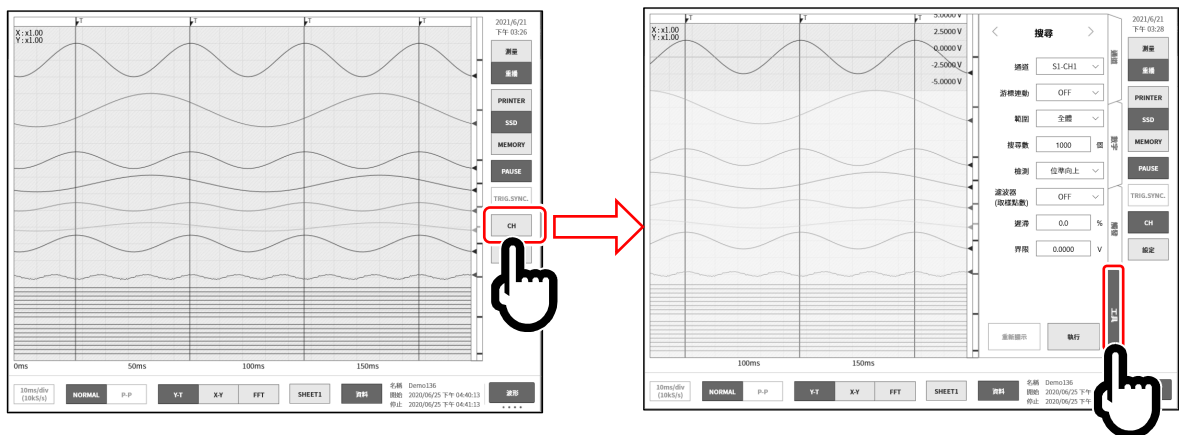 X : x1.00
Y : x1.00
T
T
T
2021/6/21
下午 03:26
測量
重播
PRINTER
SSD
MEMORY
PAUSE
TRIG.SYNC.
CH
0ms
50ms
100ms
150ms
10ms/div
(10kS/s)
NORMAL
P-P
Y-T
X-Y
FFT
SHEET1
資料
名稱 Demo136
開始 2020/06/25 下午 04:40:13
停止 2020/06/25 下午 04:41:13
波形
X : x1.00
Y : x1.00
T
T
T
5.0000 V
2.5000 V
0.0000 V
-2.5000 V
-5.0000 V
搜尋
通道 S1-CH1
游標連動 OFF
範圍 全體
搜尋數 1000 個
檢測 位準向上
濾波器
(取樣點數) OFF
遲滯 0.0 %
界限 0.0000 V
重新顯示
執行
通道
數字
觸發
工具
2021/6/21
下午 03:28
測量
重播
PRINTER
SSD
MEMORY
PAUSE
TRIG.SYNC.
CH
設定
100ms
150ms
10ms/div
(10kS/s)
NORMAL
P-P
Y-T
X-Y
FFT
SHEET1
資料
名稱 Demo136
開始 2020/06/25 下午
停止 2020/06/25 下午